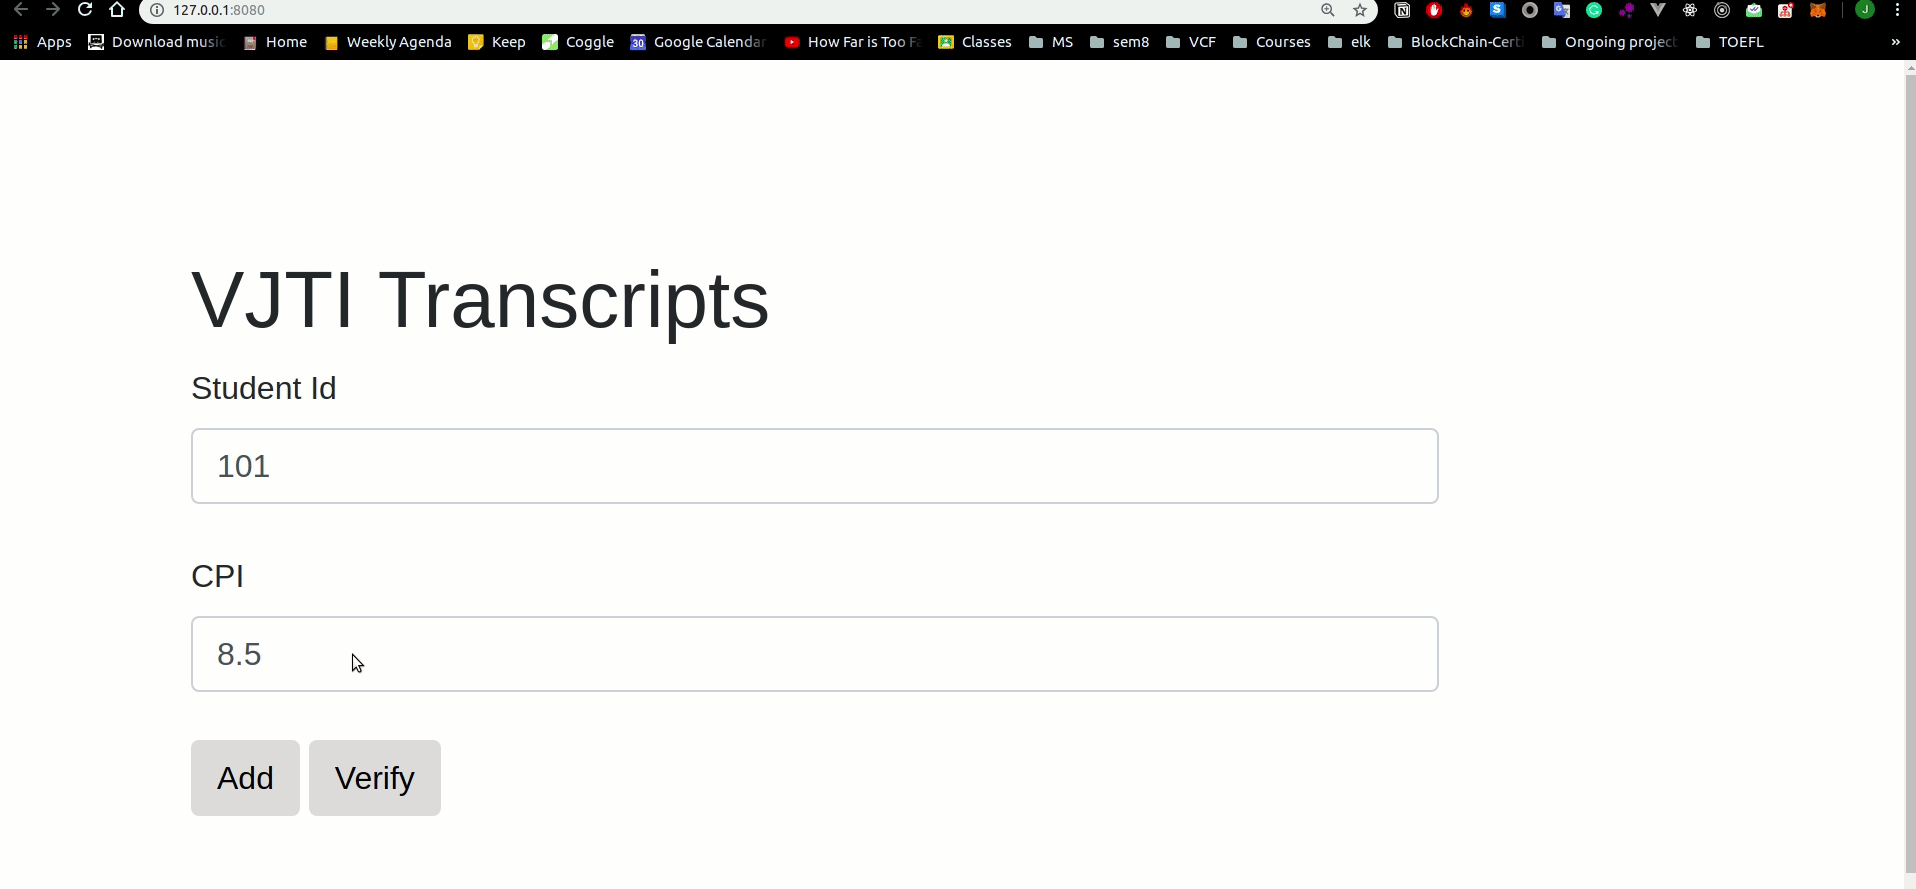 127.0.0.1:8080
Apps Download music Home Weekly Agenda Keep Coggle 30 Google Calendar How Far is Too Fa Classes MS sem8 VCF Courses elk BlockChain-Certi Ongoing project TOEFL »
VJTI Transcripts
Student Id
101
CPI
8.5
Add Verify